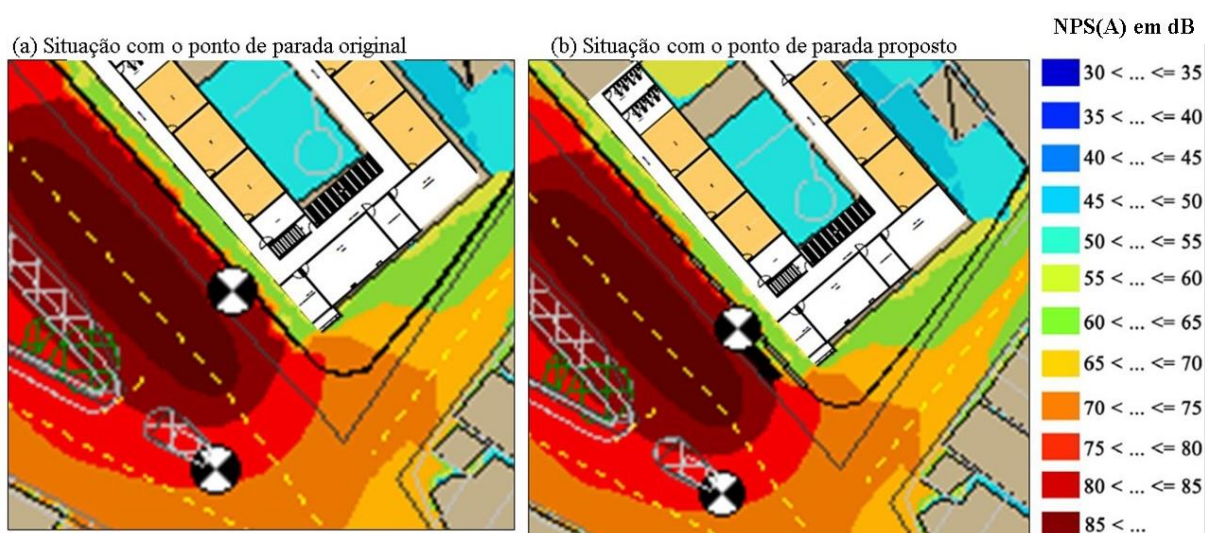 (a) Situação com o ponto de parada original
(b) Situação com o ponto de parada proposto
NPS(A) em dB
30 < ... <= 35
35 < ... <= 40
40 < ... <= 45
45 < ... <= 50
50 < ... <= 55
55 < ... <= 60
60 < ... <= 65
65 < ... <= 70
70 < ... <= 75
75 < ... <= 80
80 < ... <= 85
85 < ...